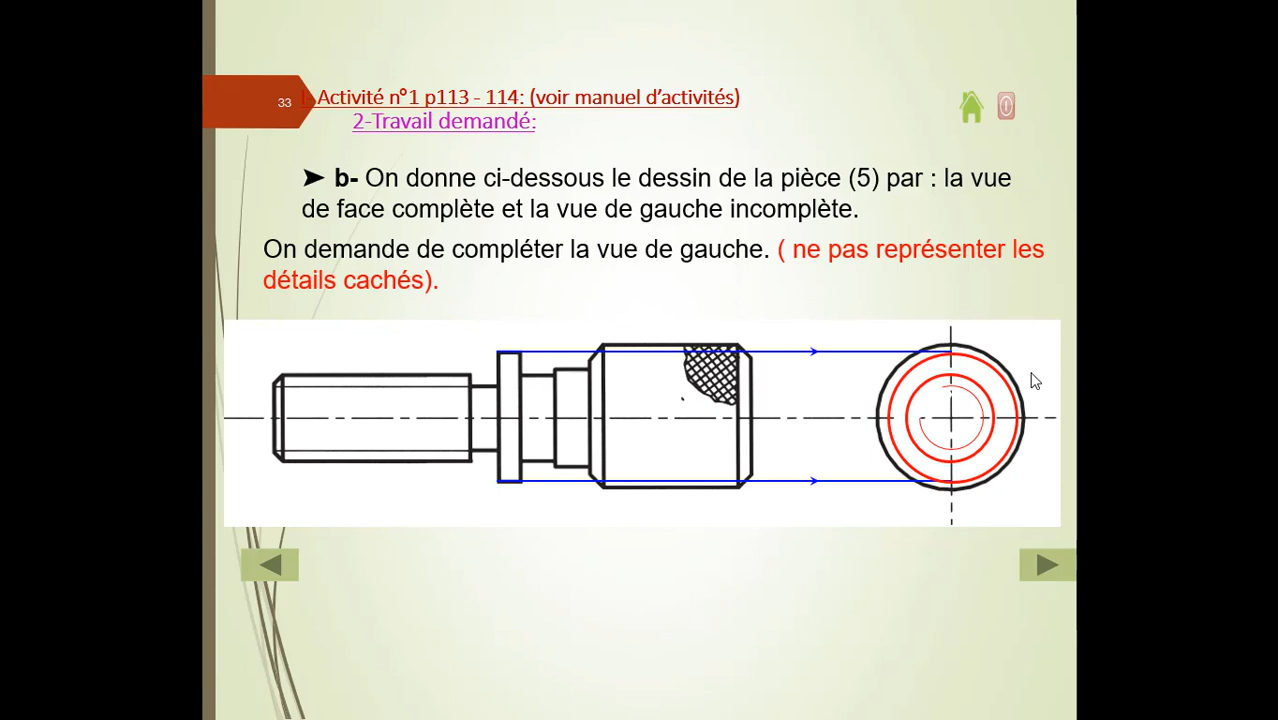 33
I- Activité n°1 p113 - 114: (voir manuel d’activités)
2-Travail demandé:
➤ b- On donne ci-dessous le dessin de la pièce (5) par : la vue
de face complète et la vue de gauche incomplète.
On demande de compléter la vue de gauche. ( ne pas représenter les
détails cachés).